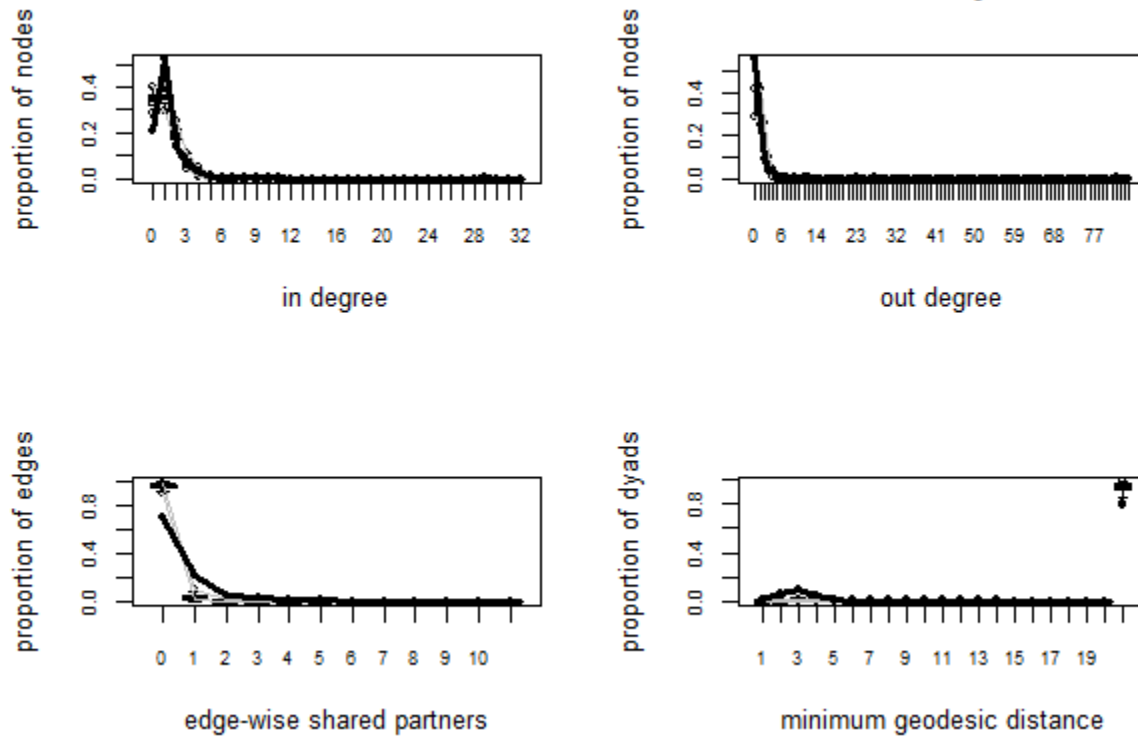 proportion of nodes
0.0 0.2 0.4
0 3 6 9 12 16 20 24 28 32
in degree
proportion of nodes
0.0 0.2 0.4
0 6 14 23 32 41 50 59 68 77
out degree
proportion of edges
0.0 0.4 0.8
0 1 2 3 4 5 6 7 8 9 10
edge-wise shared partners
proportion of dyads
0.0 0.4 0.8
1 3 5 7 9 11 13 15 17 19
minimum geodesic distance